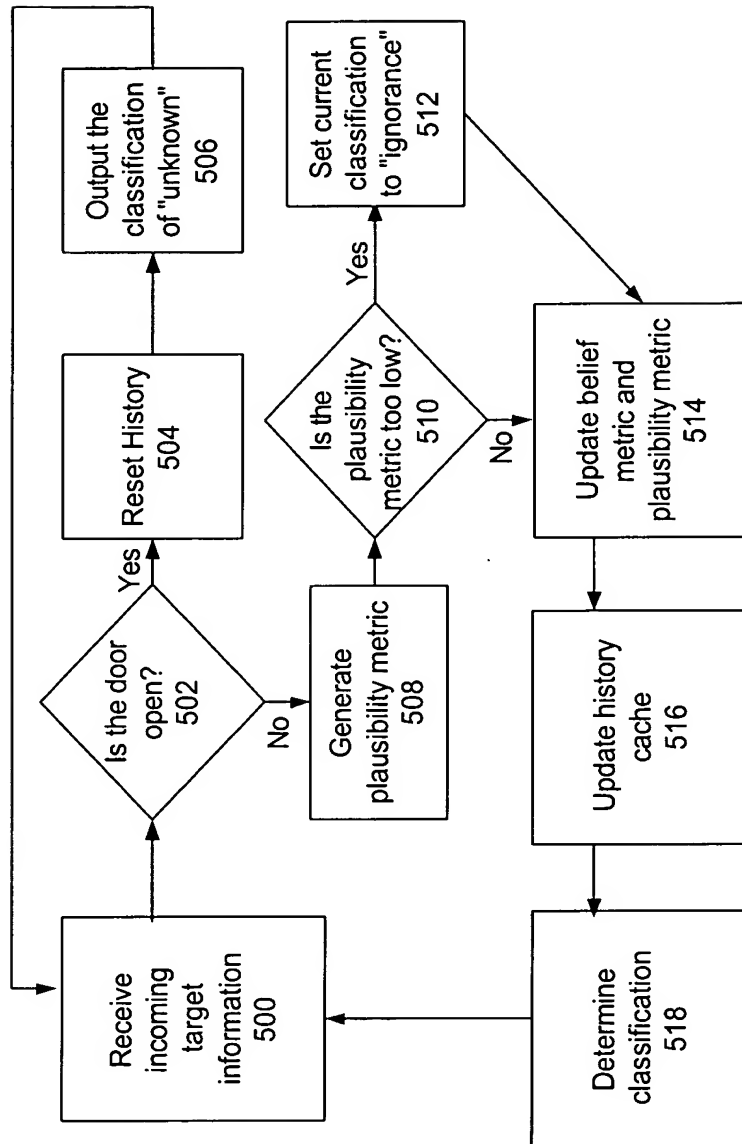 Receive
incoming
target
information
500
Is the door
open?
502
Yes
No
Reset History
504
Output the
classification
of "unknown"
506
Generate
plausibility metric
508
Is the
plausibility
metric too low?
510
Yes
No
Set current
classification
to "ignorance"
512
Update belief
metric and
plausibility metric
514
Update history
cache
516
Determine
classification
518